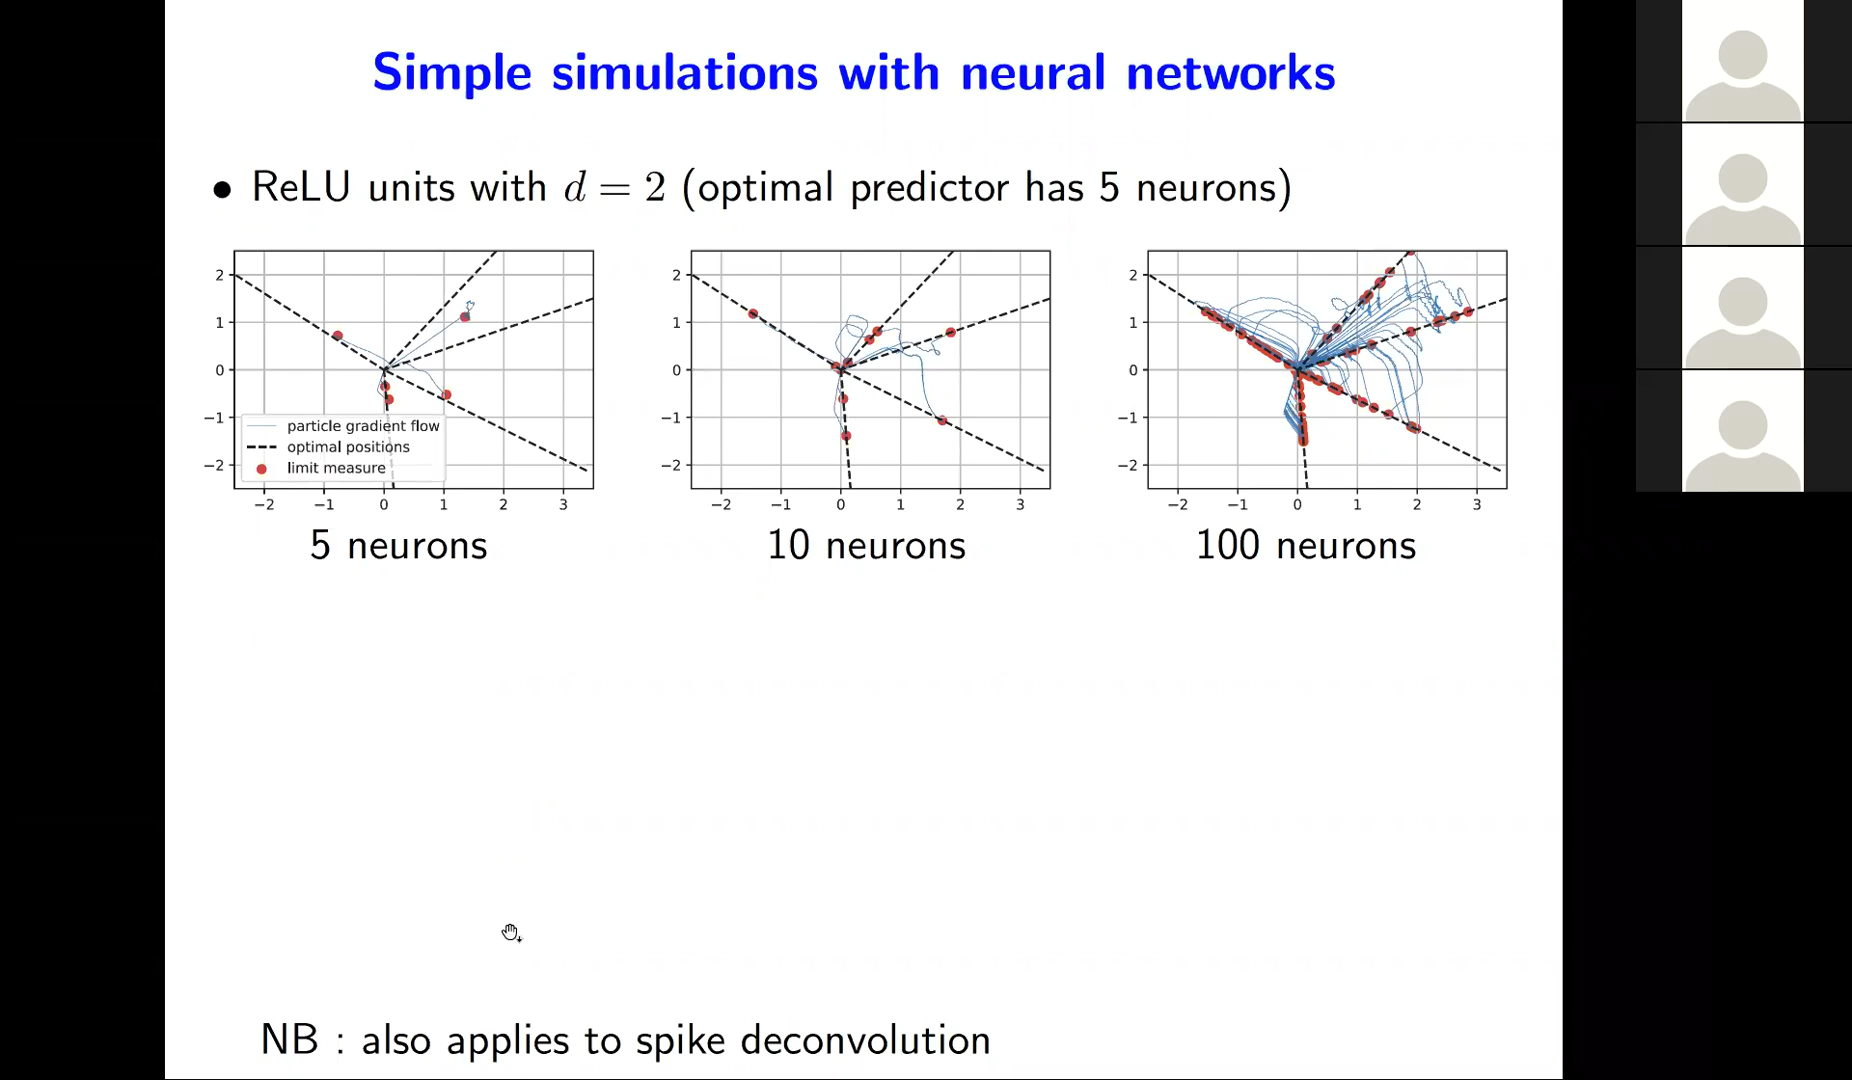 Simple simulations with neural networks
• ReLU units with d = 2 (optimal predictor has 5 neurons)
2
1
0
−1
−2
particle gradient flow
optimal positions
limit measure
−2 −1 0 1 2 3
5 neurons
2
1
0
−1
−2
−2 −1 0 1 2 3
10 neurons
2
1
0
−1
−2
−2 −1 0 1 2 3
100 neurons
NB : also applies to spike deconvolution